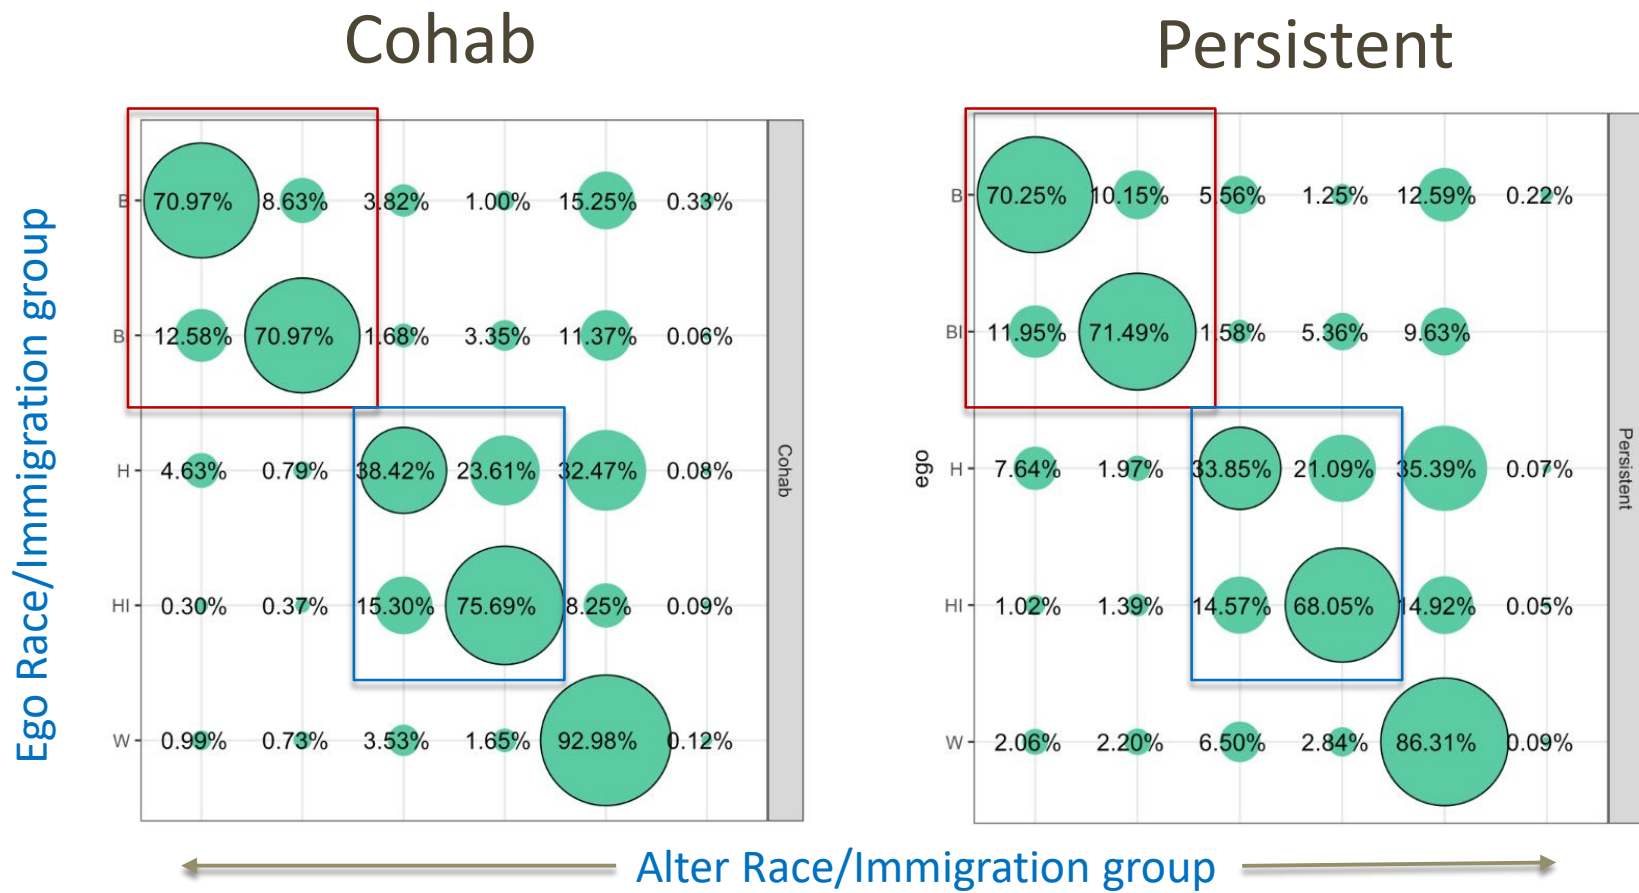 Cohab
Persistent
Ego Race/Immigration group
B 70.97% 8.63% 3.82% 1.00% 15.25% 0.33%
B 12.58% 70.97% 1.68% 3.35% 11.37% 0.06%
H 4.63% 0.79% 38.42% 23.61% 32.47% 0.08%
HI 0.30% 0.37% 15.30% 75.69% 8.25% 0.09%
W 0.99% 0.73% 3.53% 1.65% 92.98% 0.12%
Cohab
ego
B 70.25% 10.15% 5.56% 1.25% 12.59% 0.22%
BI 11.95% 71.49% 1.58% 5.36% 9.63%
H 7.64% 1.97% 33.85% 21.09% 35.39% 0.07%
HI 1.02% 1.39% 14.57% 68.05% 14.92% 0.05%
W 2.06% 2.20% 6.50% 2.84% 86.31% 0.09%
Persistent
Alter Race/Immigration group